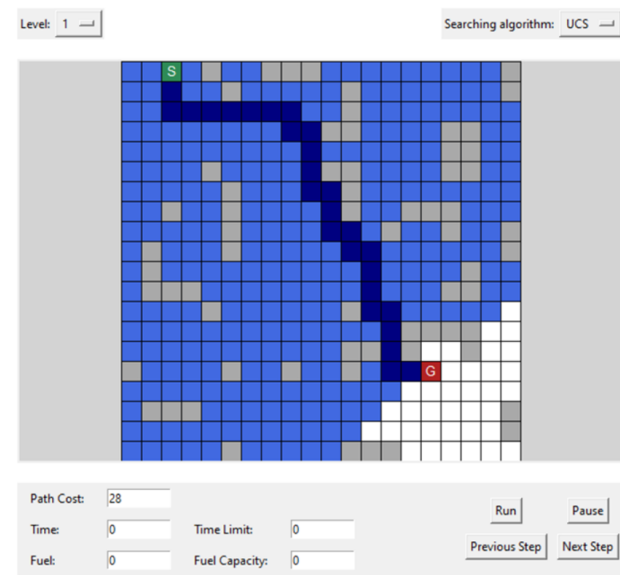 Level: 1 Searching algorithm: UCS
S
G
Path Cost: 28
Run Pause
Time: 0 Time Limit: 0
Previous Step Next Step
Fuel: 0 Fuel Capacity: 0